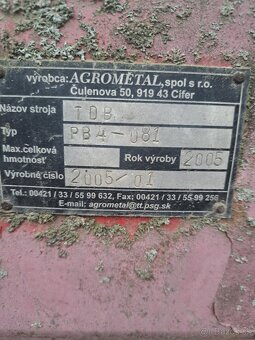 výrobca: AGROMETAL, spol s r.o.
Čulenova 50, 919 43 Cífer
Názov stroja TDB
Typ PB4-081
Max.celková hmotnosť Rok výroby 2005
Výrobné číslo 2005/01
Tel.: 00421 / 33 / 55 99 632, Fax: 00421 / 33 / 55 99 256
E-mail: agrometal@tt.psg.sk